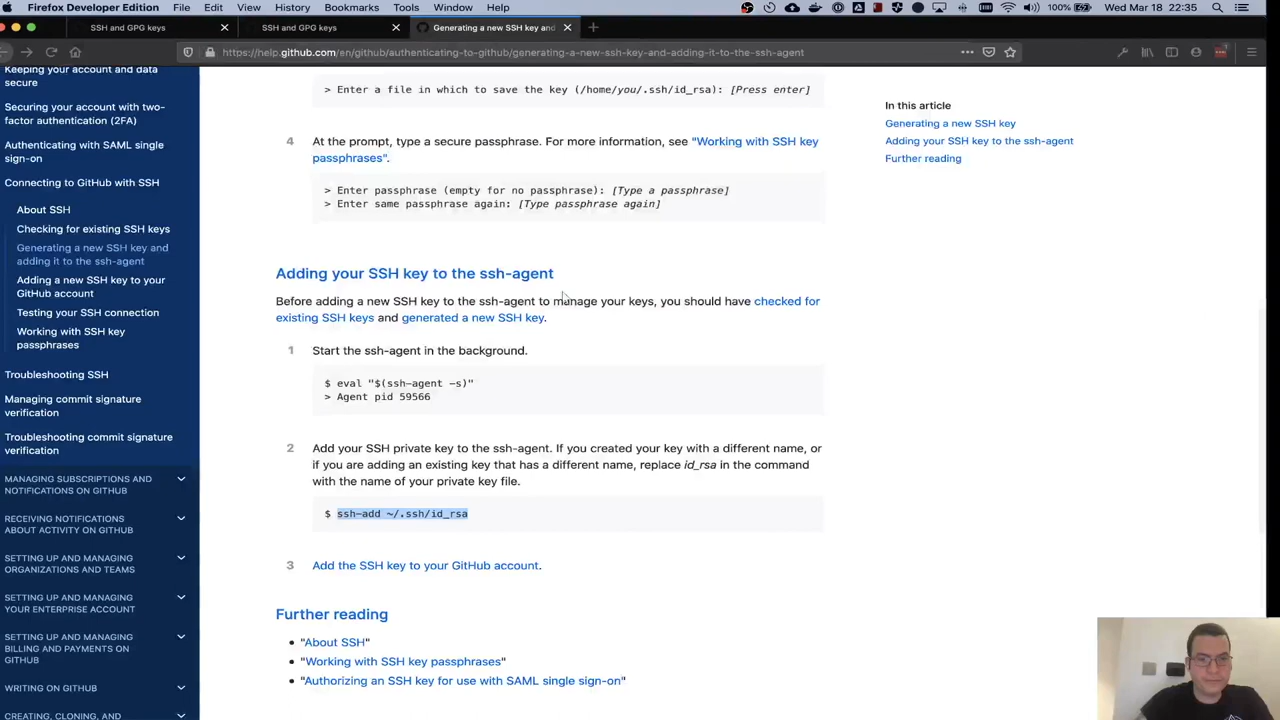 Firefox Developer Edition File Edit View History Bookmarks Tools Window Help 100% Wed Mar 18 22:35
SSH and GPG keys
SSH and GPG keys
Generating a new SSH key and
https://help.github.com/en/github/authenticating-to-github/generating-a-new-ssh-key-and-adding-it-to-the-ssh-agent
Keeping your account and data
secure
Securing your account with two-
factor authentication (2FA)
Authenticating with SAML single
sign-on
Connecting to GitHub with SSH
About SSH
Checking for existing SSH keys
Generating a new SSH key and
adding it to the ssh-agent
Adding a new SSH key to your
GitHub account
Testing your SSH connection
Working with SSH key
passphrases
Troubleshooting SSH
Managing commit signature
verification
Troubleshooting commit signature
verification
MANAGING SUBSCRIPTIONS AND
NOTIFICATIONS ON GITHUB
RECEIVING NOTIFICATIONS
ABOUT ACTIVITY ON GITHUB
SETTING UP AND MANAGING
ORGANIZATIONS AND TEAMS
SETTING UP AND MANAGING
YOUR ENTERPRISE ACCOUNT
SETTING UP AND MANAGING
BILLING AND PAYMENTS ON
GITHUB
WRITING ON GITHUB
CREATING, CLONING, AND
> Enter a file in which to save the key (/home/you/.ssh/id_rsa): [Press enter]
4 At the prompt, type a secure passphrase. For more information, see "Working with SSH key
passphrases".
> Enter passphrase (empty for no passphrase): [Type a passphrase]
> Enter same passphrase again: [Type passphrase again]
Adding your SSH key to the ssh-agent
Before adding a new SSH key to the ssh-agent to manage your keys, you should have checked for
existing SSH keys and generated a new SSH key.
1 Start the ssh-agent in the background.
$ eval "$(ssh-agent -s)"
> Agent pid 59566
2 Add your SSH private key to the ssh-agent. If you created your key with a different name, or
if you are adding an existing key that has a different name, replace id_rsa in the command
with the name of your private key file.
$ ssh-add ~/.ssh/id_rsa
3 Add the SSH key to your GitHub account.
Further reading
• "About SSH"
• "Working with SSH key passphrases"
• "Authorizing an SSH key for use with SAML single sign-on"
In this article
Generating a new SSH key
Adding your SSH key to the ssh-agent
Further reading